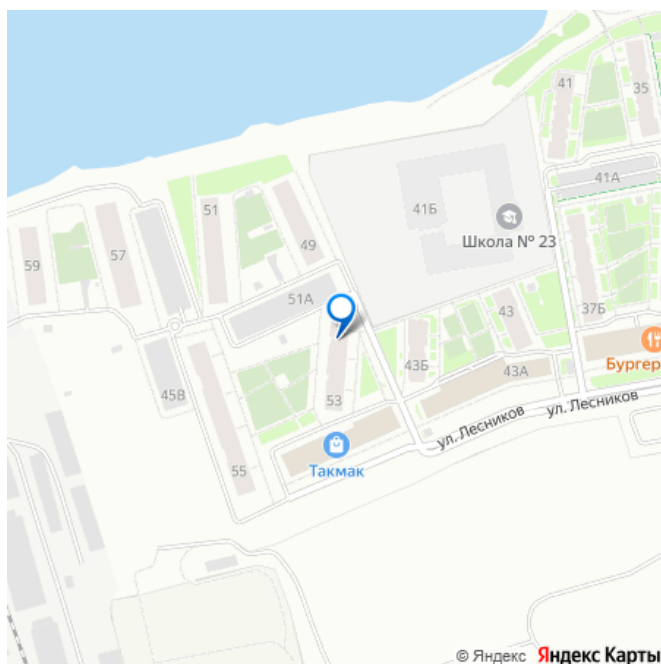 41
35
41А
41Б
Школа № 23
51
49
57
59
51А
43
37Б
43Б
43А
Бургер
45В
53
55
Такмак
ул. Лесников
ул. Лесников
© Яндекс Яндекс Карты